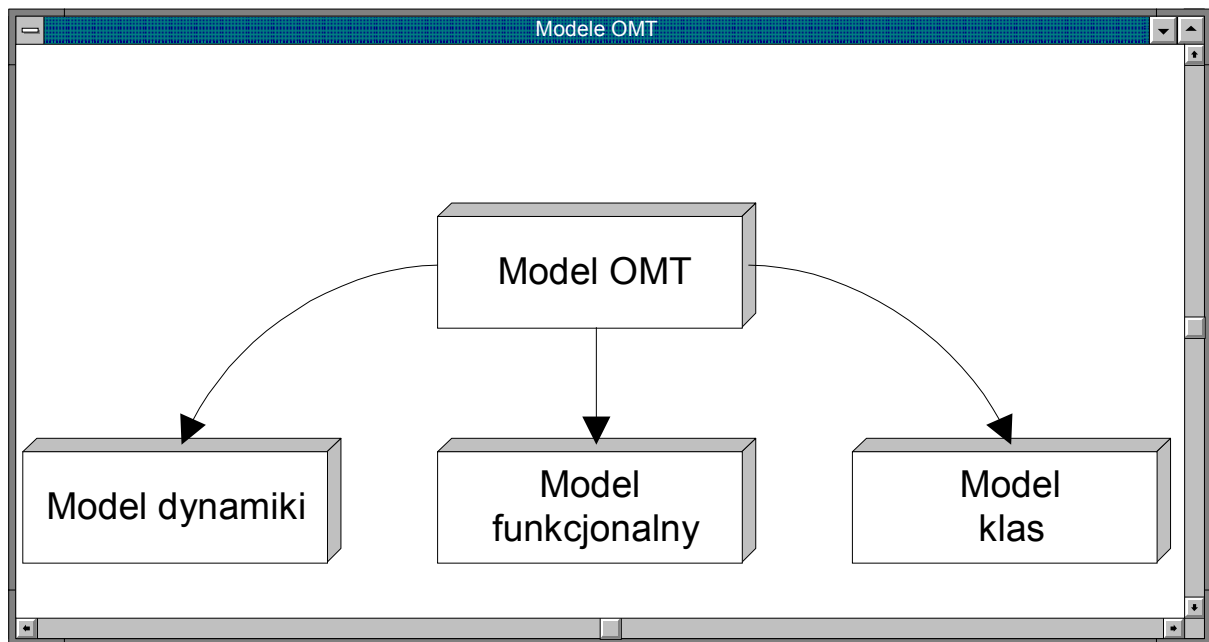 Modele OMT
Model OMT
Model dynamiki
Model
funkcjonalny
Model
klas